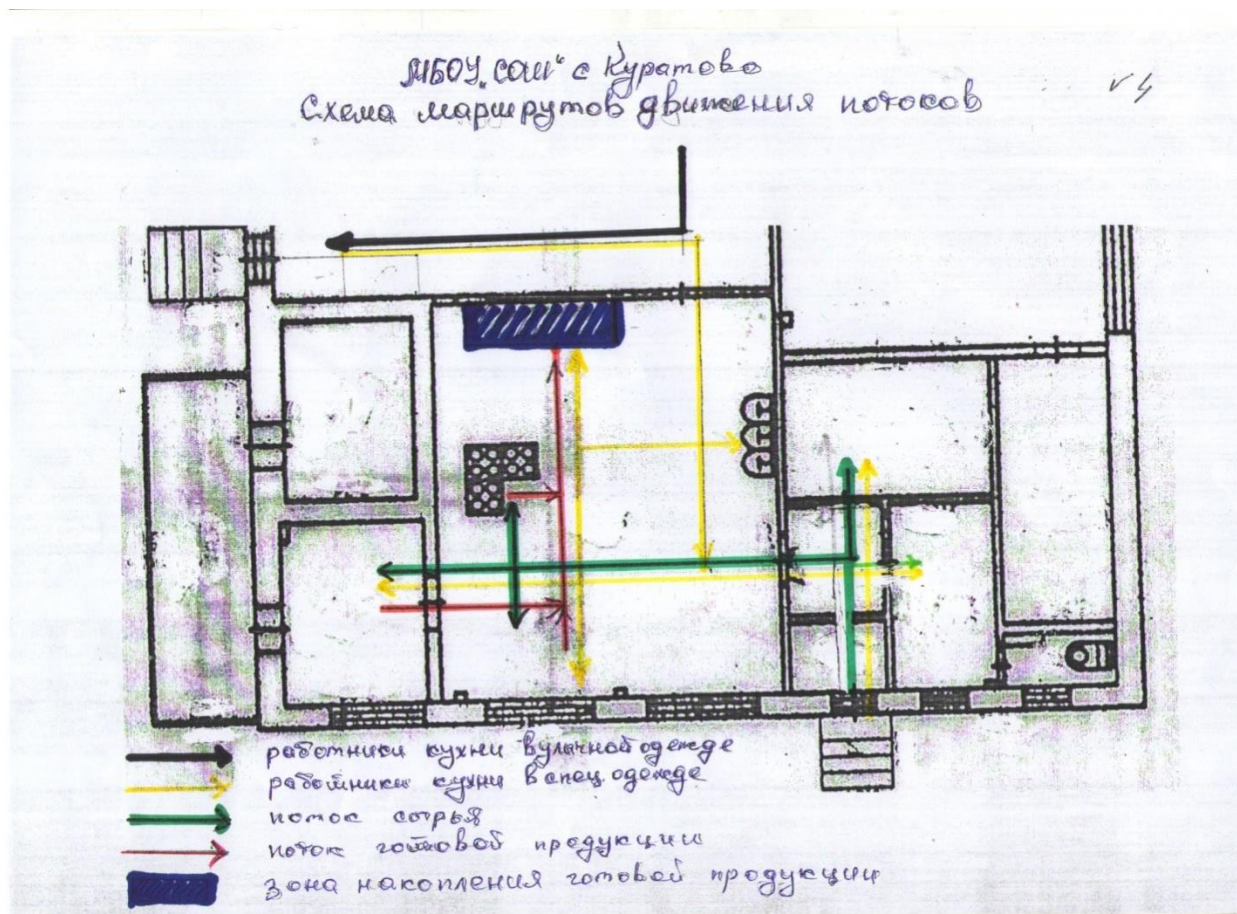 МБОУ „СОШ" с Куратово
Схема маршрутов движения потоков
работники кухни в уличной одежде
работники кухни в спец одежде
поток сырья
поток готовой продукции
зона накопления готовой продукции